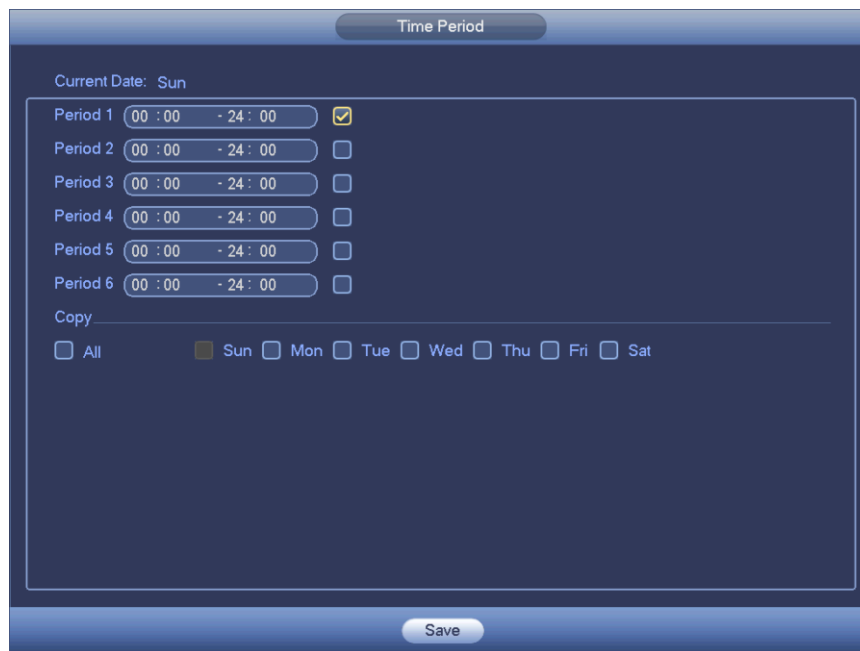 Time Period
Current Date: Sun
Period 1 00 :00 - 24 : 00
Period 2 00 :00 - 24 : 00
Period 3 00 :00 - 24 : 00
Period 4 00 :00 - 24 : 00
Period 5 00 :00 - 24 : 00
Period 6 00 :00 - 24 : 00
Copy
All Sun Mon Tue Wed Thu Fri Sat
Save